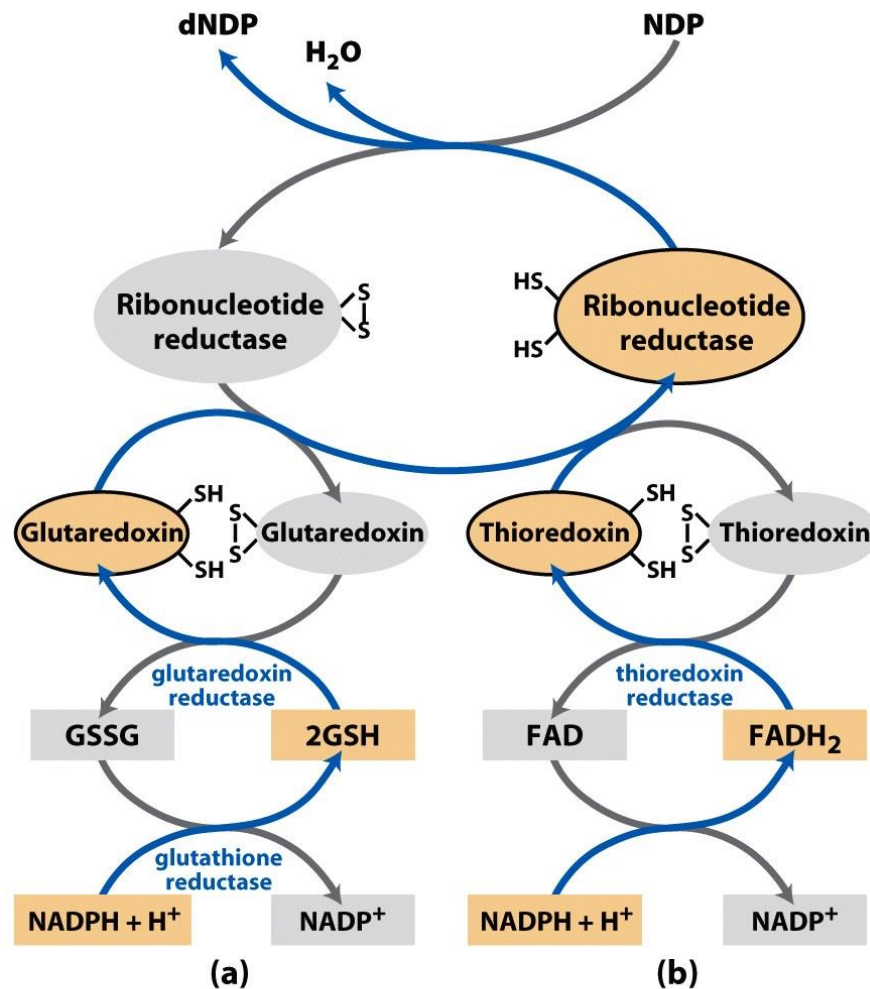 dNDP
H₂O
NDP
Ribonucleotide
reductase
S
S
HS
HS
Ribonucleotide
reductase
Glutaredoxin
SH
SH
S
S
Glutaredoxin
Thioredoxin
SH
SH
S
S
Thioredoxin
glutaredoxin
reductase
thioredoxin
reductase
GSSG
2GSH
FAD
FADH₂
glutathione
reductase
NADPH + H⁺
NADP⁺
NADPH + H⁺
NADP⁺
(a)
(b)